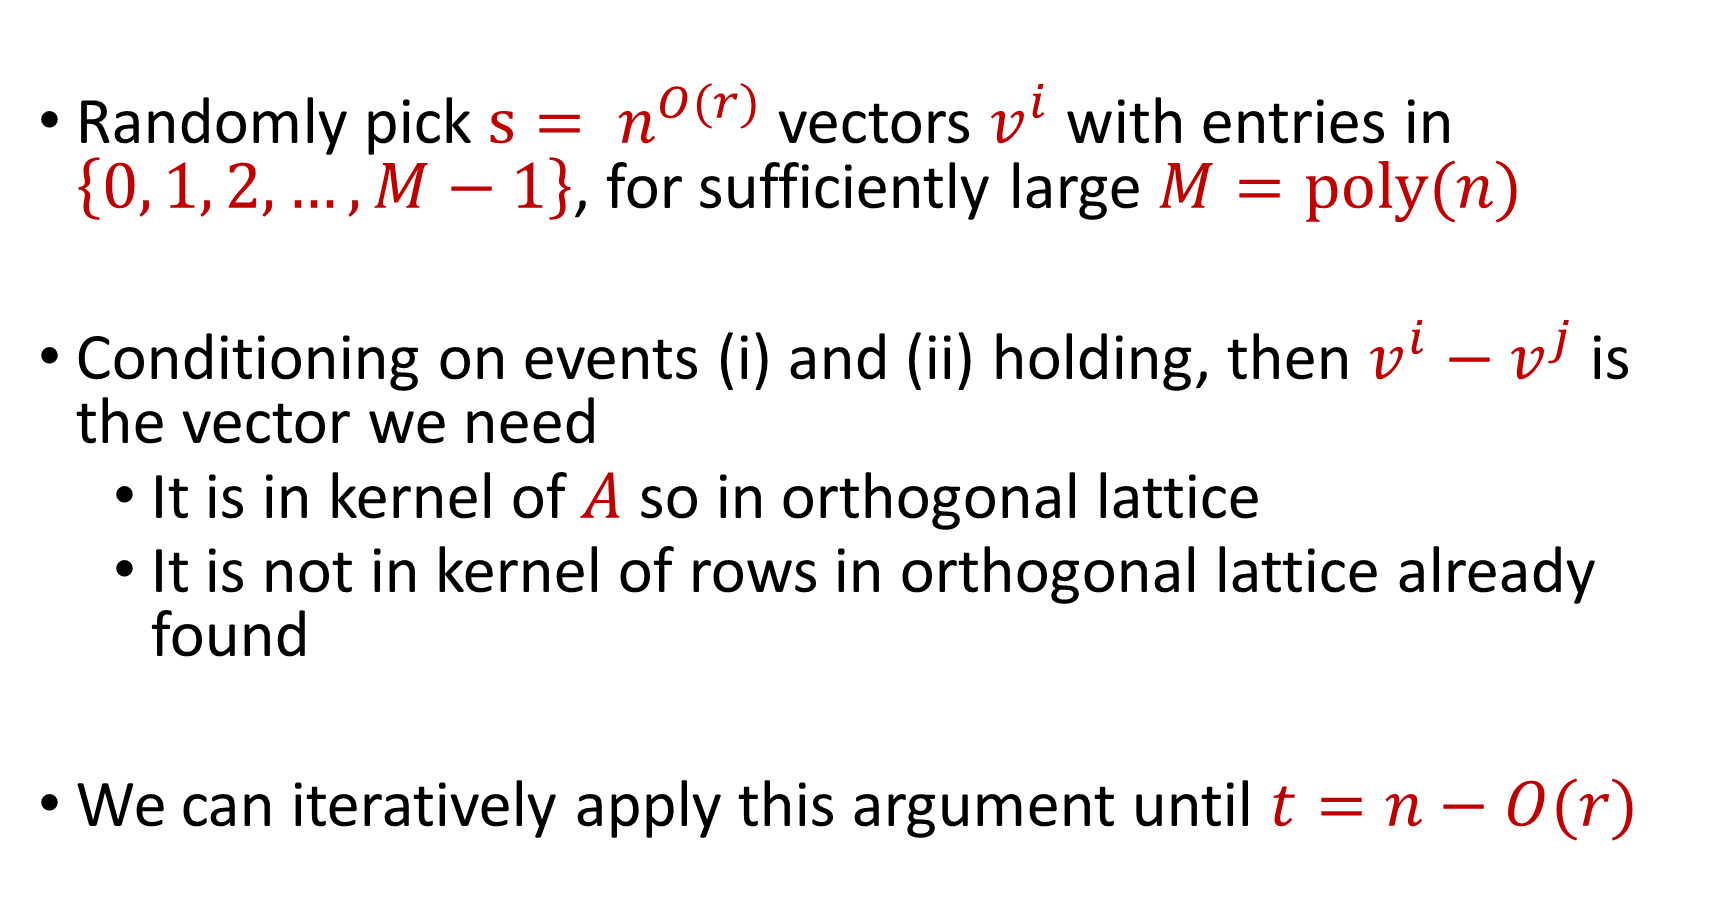 • Randomly pick s = n^{O(r)} vectors v^i with entries in
{0, 1, 2, …, M − 1}, for sufficiently large M = poly(n)
• Conditioning on events (i) and (ii) holding, then v^i − v^j is
the vector we need
• It is in kernel of A so in orthogonal lattice
• It is not in kernel of rows in orthogonal lattice already
found
• We can iteratively apply this argument until t = n − O(r)